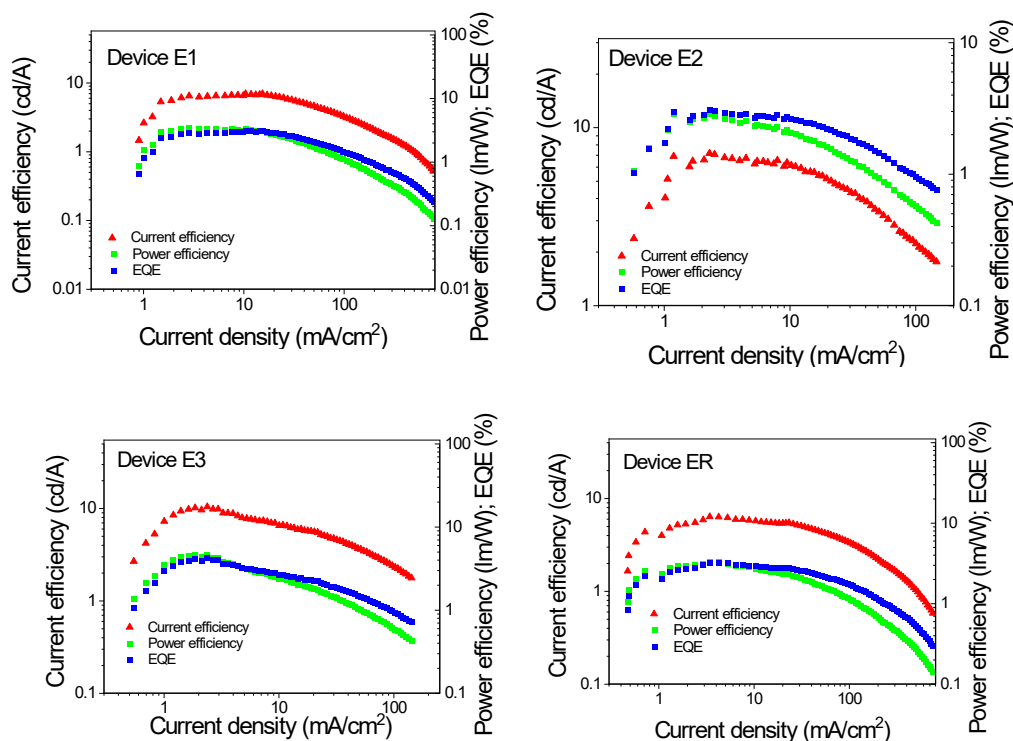 Device E1
Current efficiency (cd/A)
10
1
0.1
0.01
Power efficiency (lm/W); EQE (%)
100
10
1
0.1
0.01
Current efficiency
Power efficiency
EQE
1 10 100
Current density (mA/cm²)
Device E2
Current efficiency (cd/A)
10
1
Power efficiency (lm/W); EQE (%)
10
1
0.1
Current efficiency
Power efficiency
EQE
1 10 100
Current density (mA/cm²)
Device E3
Current efficiency (cd/A)
10
1
0.1
Power efficiency (lm/W); EQE (%)
100
10
1
0.1
Current efficiency
Power efficiency
EQE
1 10 100
Current density (mA/cm²)
Device ER
Current efficiency (cd/A)
10
1
0.1
Power efficiency (lm/W); EQE (%)
100
10
1
0.1
Current efficiency
Power efficiency
EQE
1 10 100
Current density (mA/cm²)